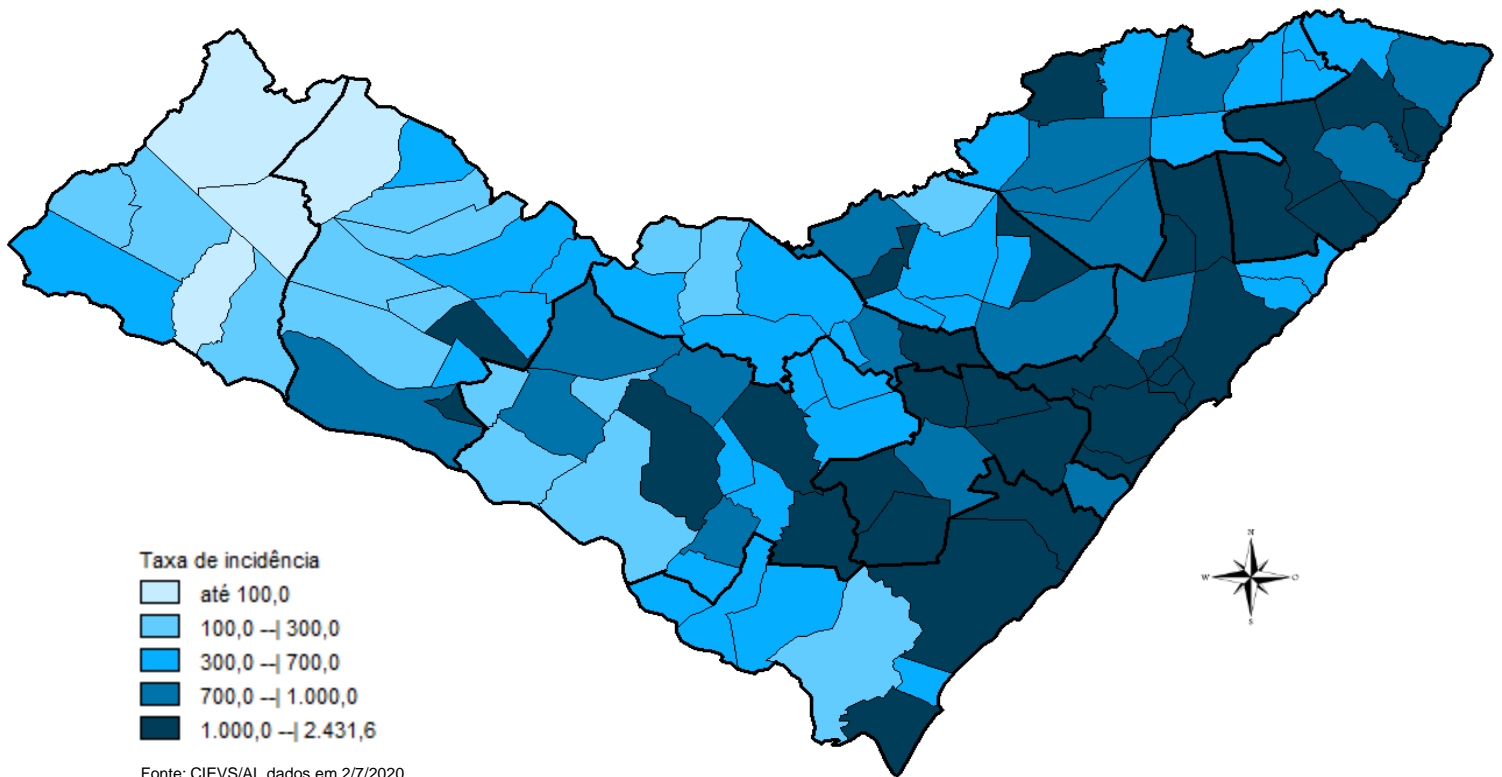 N
W
O
S
Taxa de incidência
até 100,0
100,0 --| 300,0
300,0 --| 700,0
700,0 --| 1.000,0
1.000,0 --| 2.431,6
Fonte: CIEVS/AL, dados em 2/7/2020